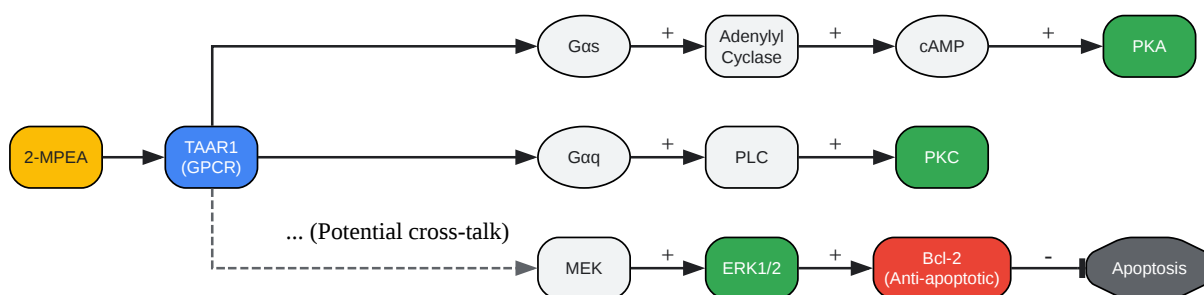 Gαs
+
Adenylyl
Cyclase
+
cAMP
+
PKA
2-MPEA
TAAR1
(GPCR)
Gαq
+
PLC
+
PKC
... (Potential cross-talk)
MEK
+
ERK1/2
+
Bcl-2
(Anti-apoptotic)
-
Apoptosis